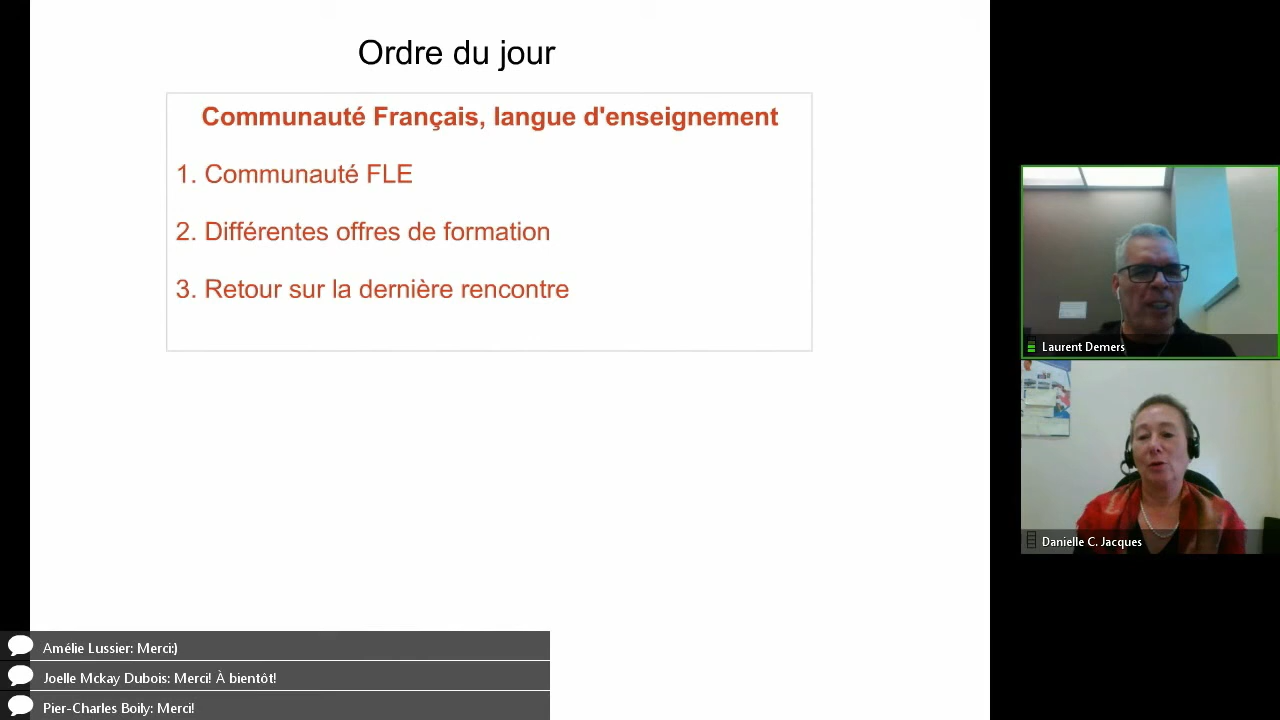 Ordre du jour
Communauté Français, langue d'enseignement
1. Communauté FLE
2. Différentes offres de formation
3. Retour sur la dernière rencontre
Laurent Demers
Danielle C. Jacques
Amélie Lussier: Merci:)
Joelle Mckay Dubois: Merci! À bientôt!
Pier-Charles Boily: Merci!